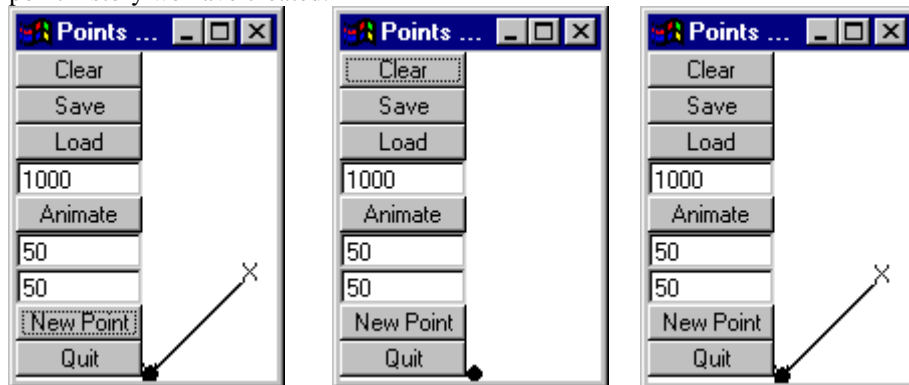 Points ...
Clear
Save
Load
1000
Animate
50
50
New Point
Quit
X
Points ...
Clear
Save
Load
1000
Animate
50
50
New Point
Quit
Points ...
Clear
Save
Load
1000
Animate
50
50
New Point
Quit
X